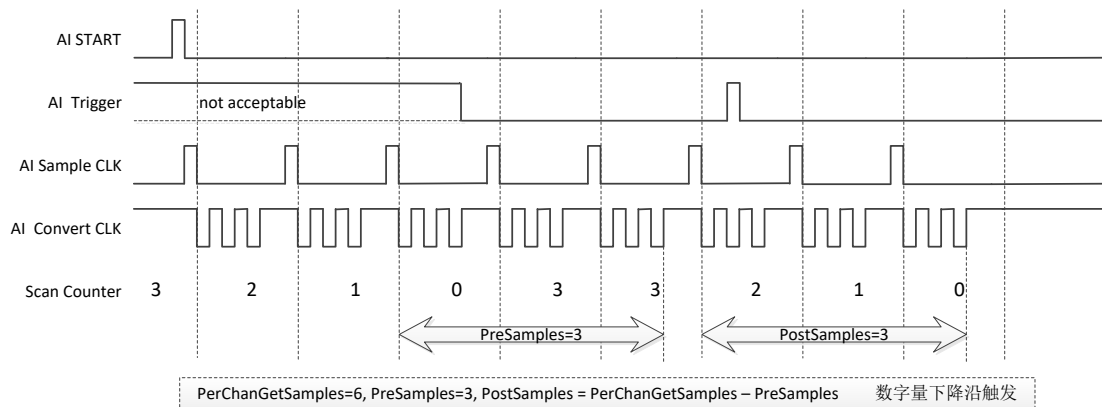 AI START
AI Trigger
not acceptable
AI Sample CLK
AI Convert CLK
Scan Counter 3 2 1 0 3 3 2 1 0
PreSamples=3 PostSamples=3
PerChanGetSamples=6, PreSamples=3, PostSamples = PerChanGetSamples – PreSamples 数字量下降沿触发